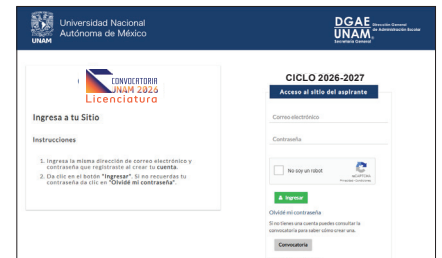 Universidad Nacional
Autónoma de México
UNAM
DGAE
UNAM
Dirección General
de Administración Escolar
Secretaría General
CONVOCATORIA
UNAM 2026
Licenciatura
Ingresa a tu Sitio
Instrucciones
1. Ingresa la misma dirección de correo electrónico y
contraseña que registraste al crear tu cuenta.
2. Da clic en el botón "Ingresar". Si no recuerdas tu
contraseña da clic en "Olvidé mi contraseña".
CICLO 2026-2027
Acceso al sitio del aspirante
Correo electrónico
Contraseña
No soy un robot
reCAPTCHA
Ingresar
Olvidé mi contraseña
Si no tienes una cuenta puedes consultar la
convocatoria para saber cómo crear una.
Convocatoria